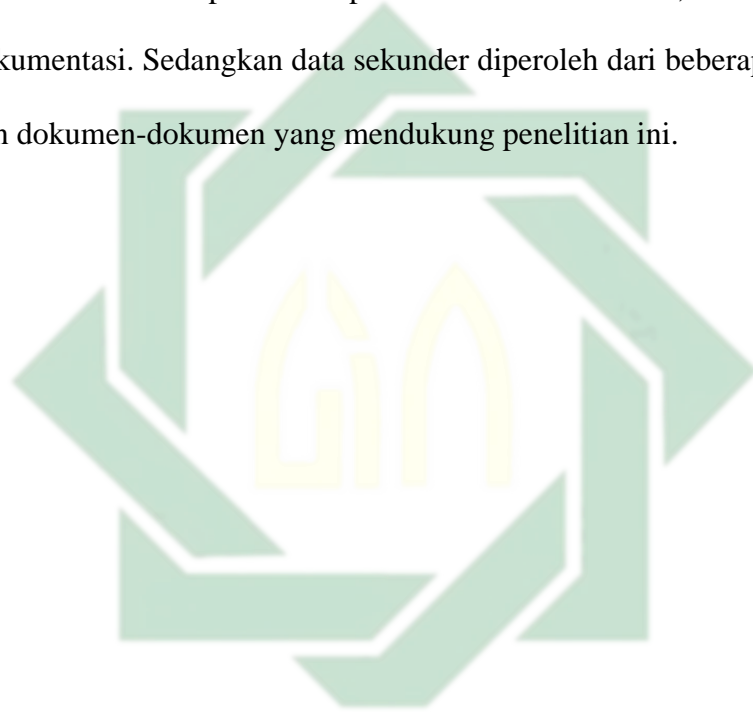 kumentasi. Sedangkan data sekunder diperoleh dari beberap
n dokumen-dokumen yang mendukung penelitian ini.